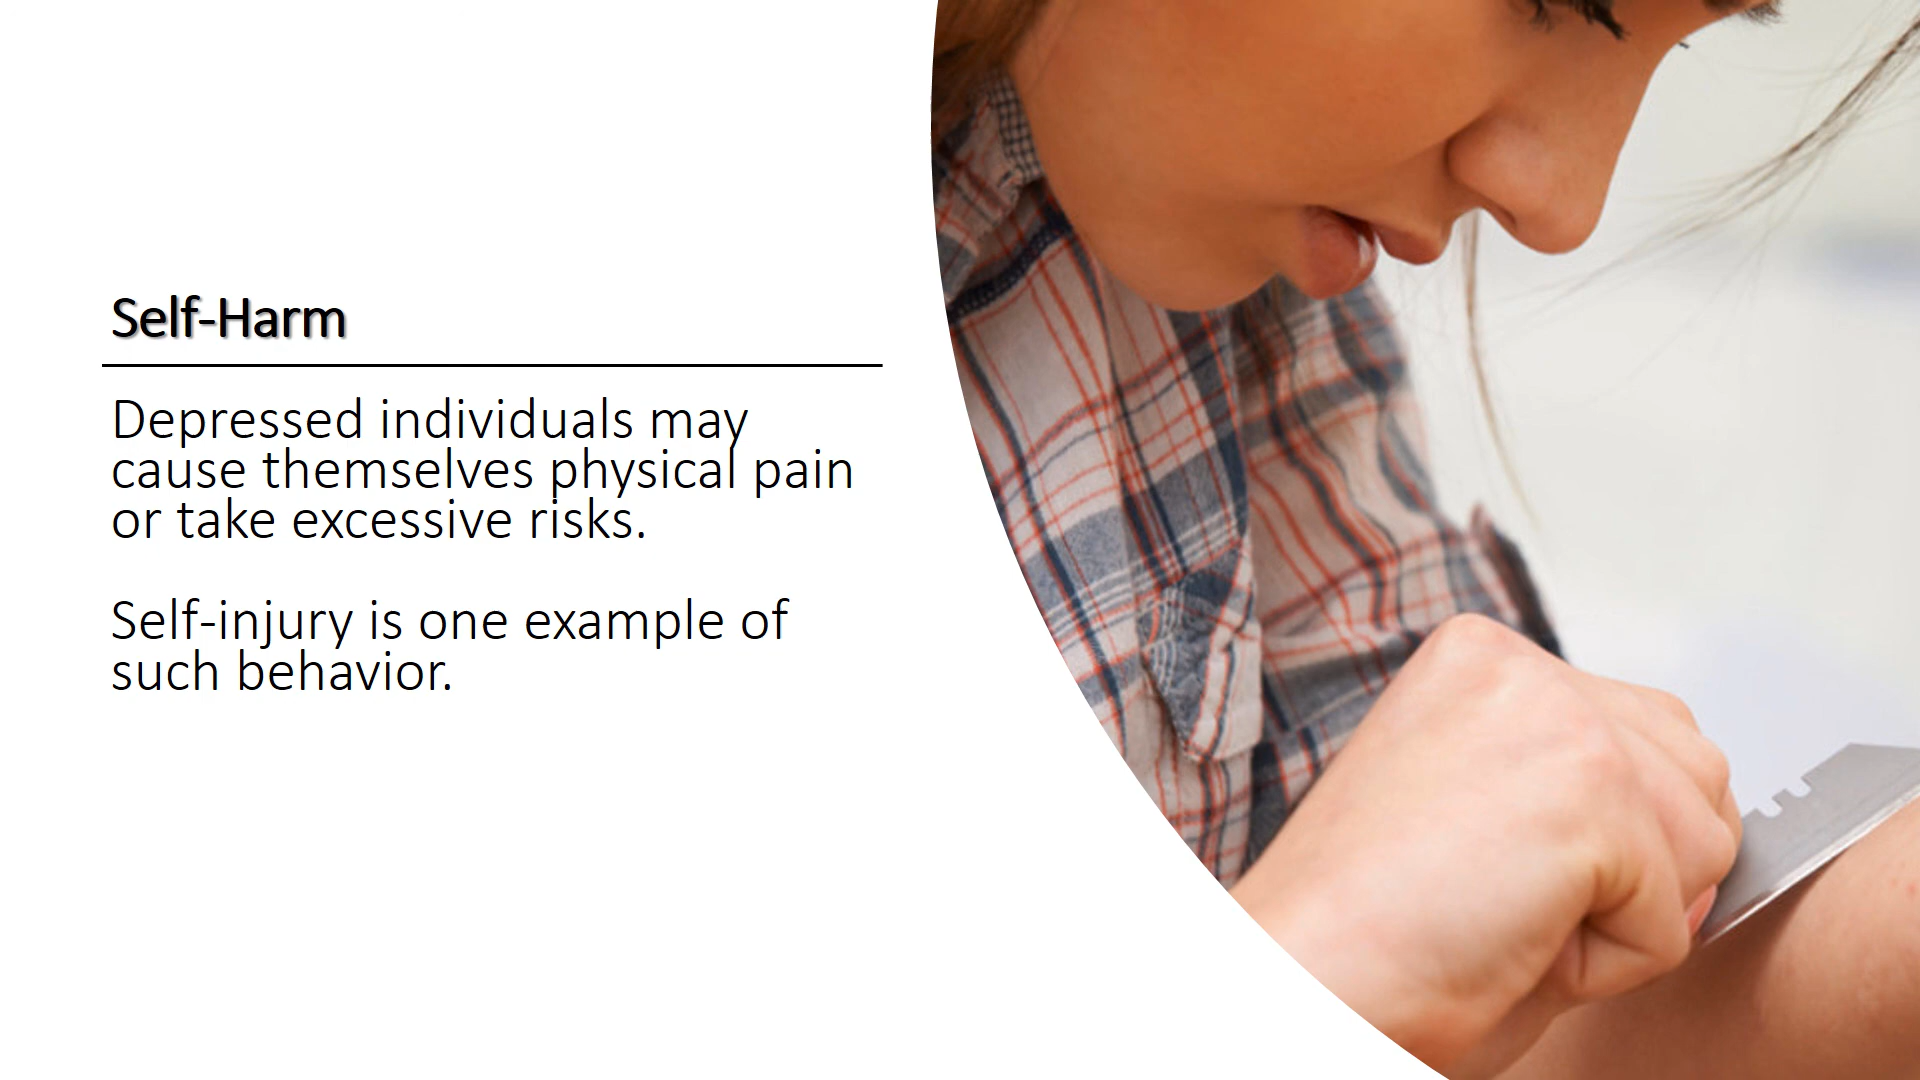 Self-Harm
Depressed individuals may
cause themselves physical pain
or take excessive risks.
Self-injury is one example of
such behavior.